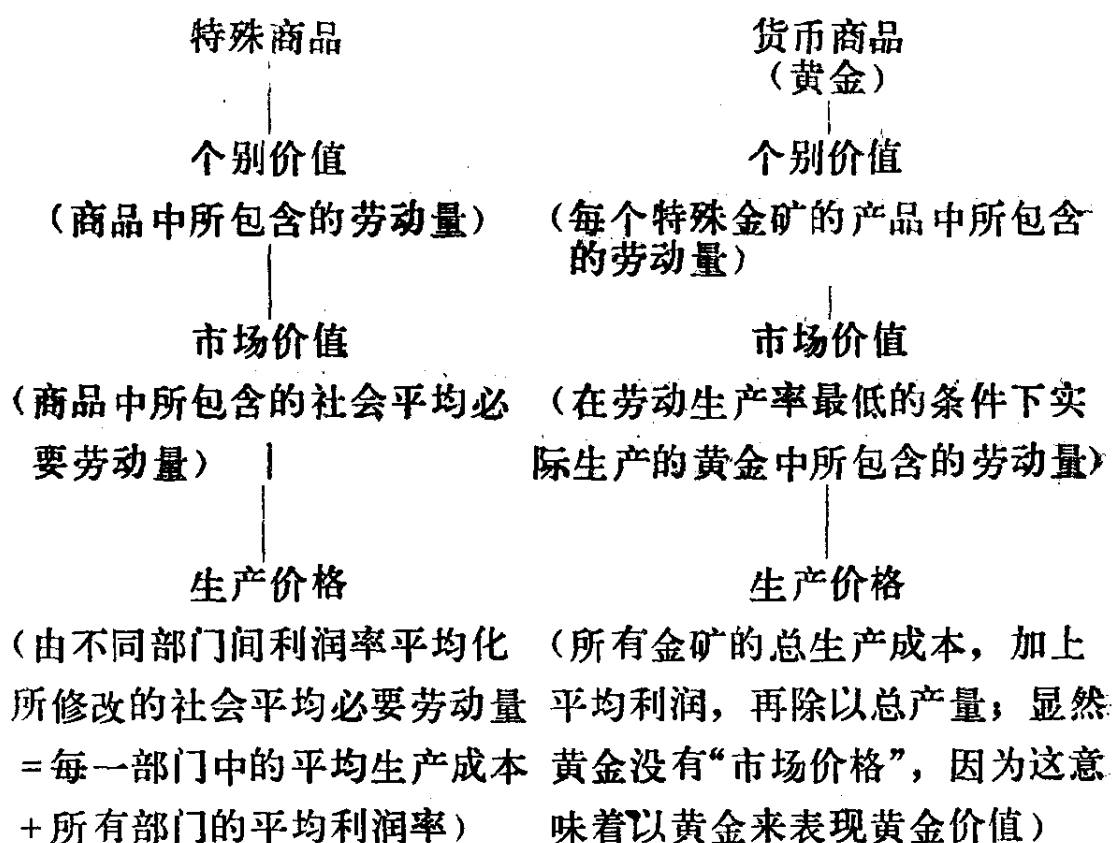 特殊商品
个别价值
（商品中所包含的劳动量）
市场价值
（商品中所包含的社会平均必
要劳动量）
生产价格
（由不同部门间利润率平均化
所修改的社会平均必要劳动量
=每一部门中的平均生产成本
+所有部门的平均利润率）
货币商品
（黄金）
个别价值
（每个特殊金矿的产品中所包含
的劳动量）
市场价值
（在劳动生产率最低的条件下实
际生产的黄金中所包含的劳动量）
生产价格
（所有金矿的总生产成本，加上
平均利润，再除以总产量；显然
黄金没有“市场价格”，因为这意
味着以黄金来表现黄金价值）